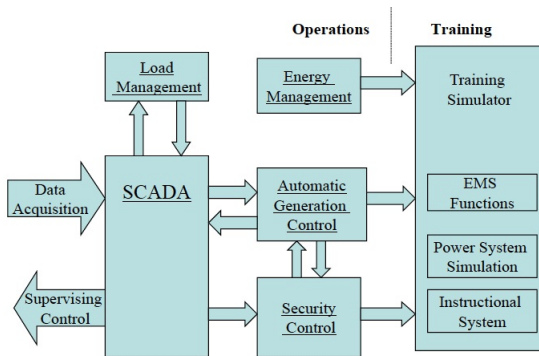 Operations
Training
Load
Management
Energy
Management
Training
Simulator
Data
Acquisition
SCADA
Automatic
Generation
Control
EMS
Functions
Power System
Simulation
Supervising
Control
Security
Control
Instructional
System